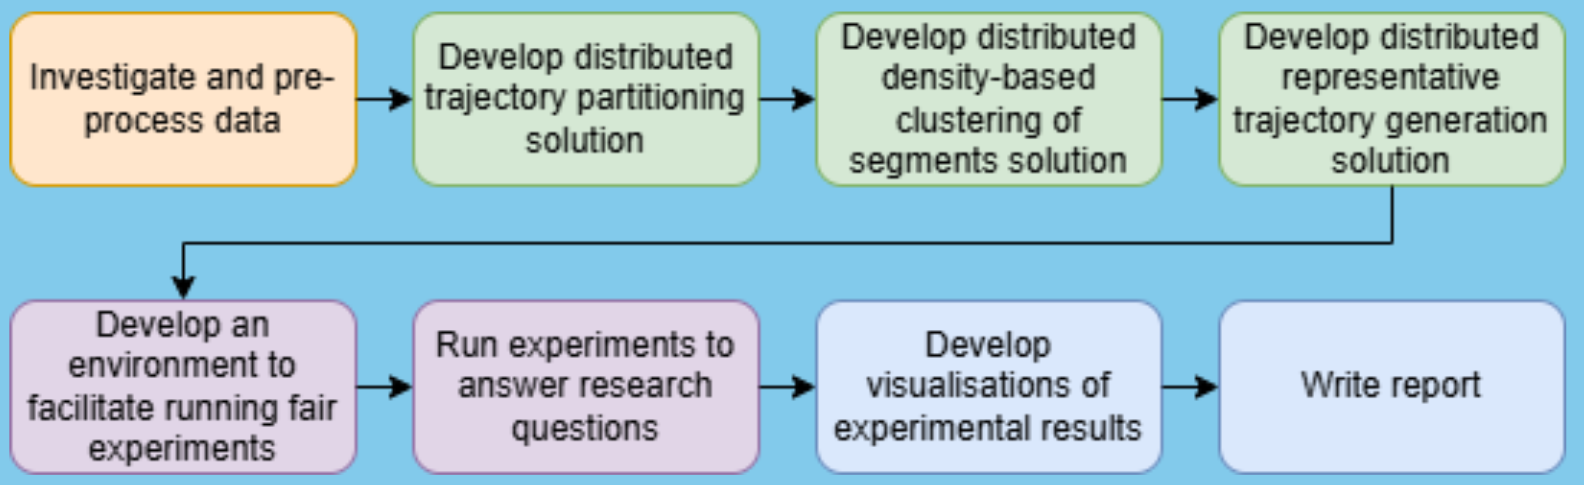 Investigate and pre-
process data
Develop distributed
trajectory partitioning
solution
Develop distributed
density-based
clustering of
segments solution
Develop distributed
representative
trajectory generation
solution
Develop an
environment to
facilitate running fair
experiments
Run experiments to
answer research
questions
Develop
visualisations of
experimental results
Write report